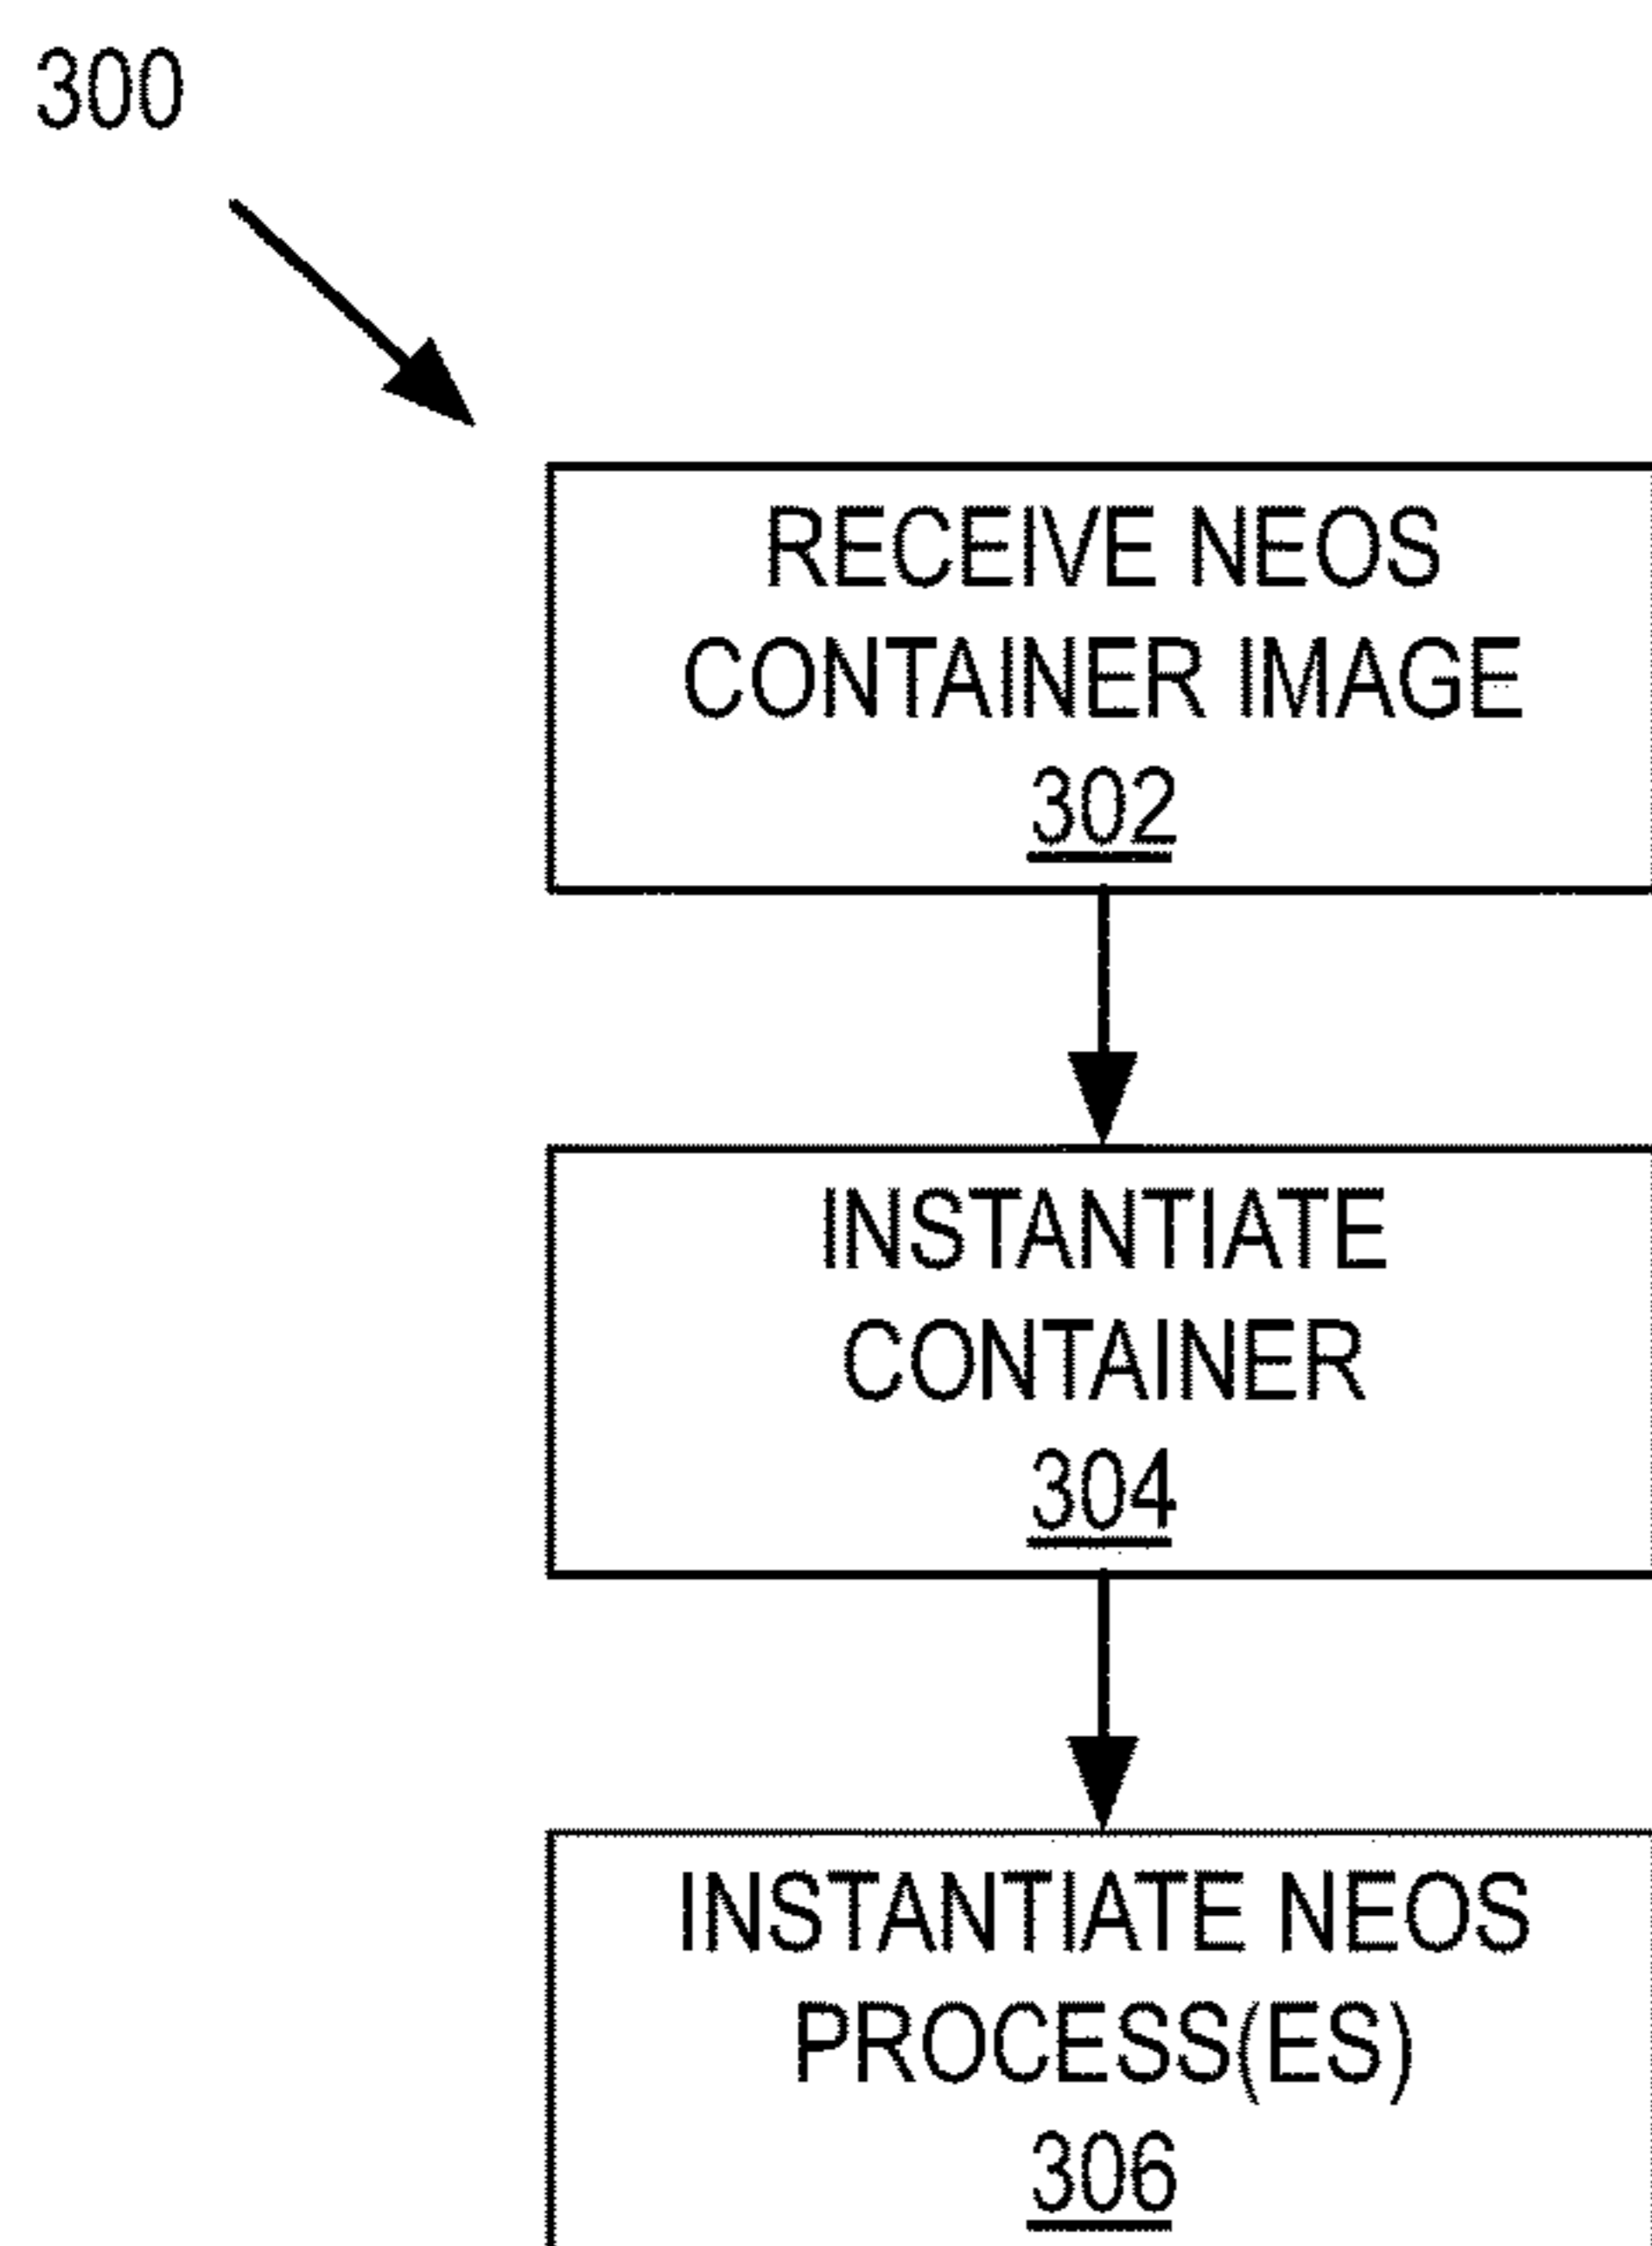 300
RECEIVE NEOS
CONTAINER IMAGE
302
INSTANTIATE
CONTAINER
304
INSTANTIATE NEOS
PROCESS(ES)
306